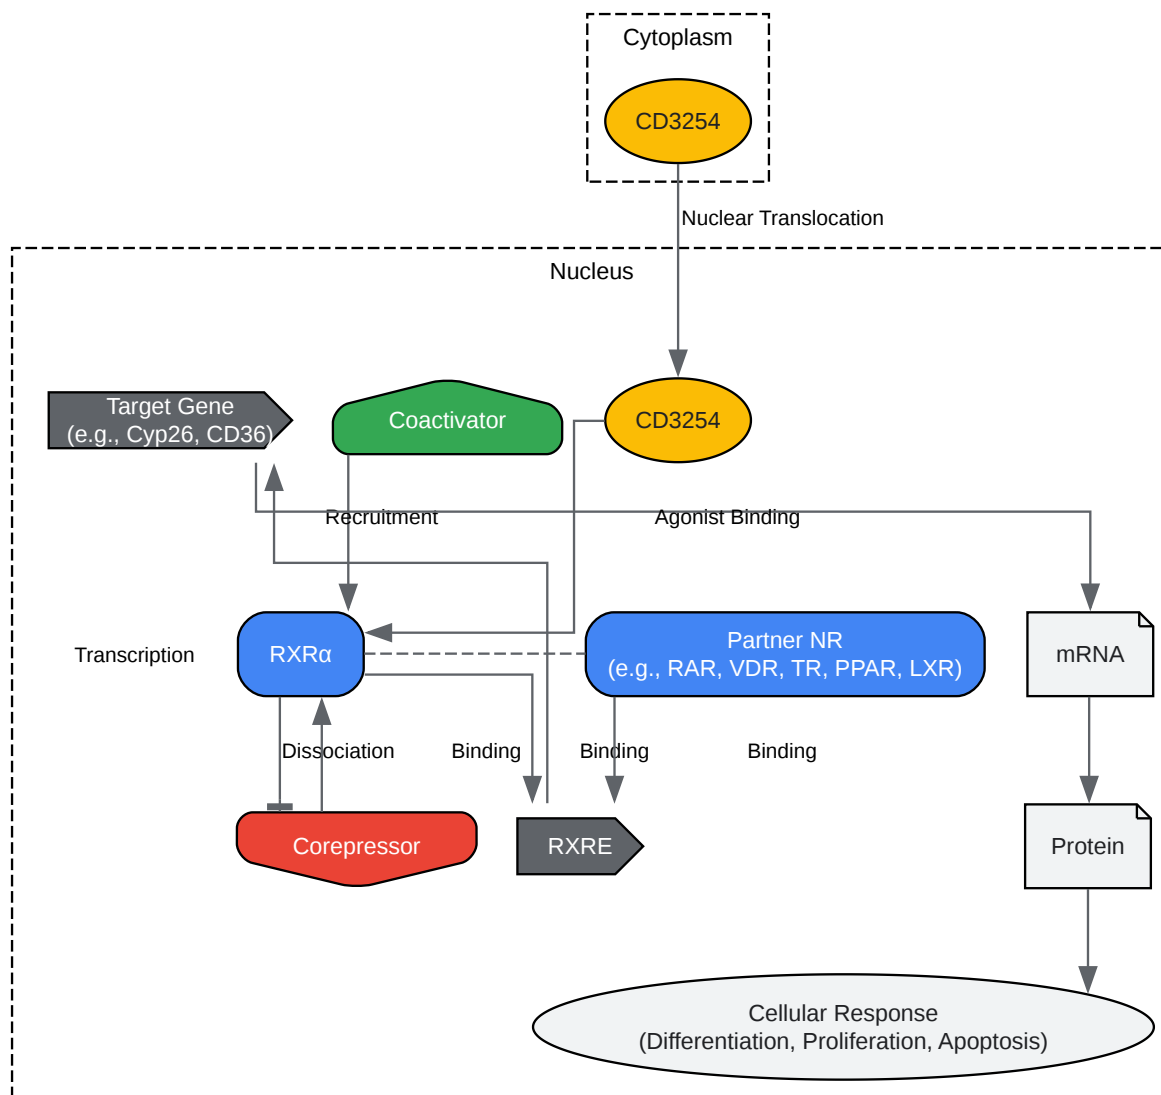 Cytoplasm
CD3254
Nuclear Translocation
Nucleus
Target Gene
(e.g., Cyp26, CD36)
Coactivator
CD3254
Recruitment
Agonist Binding
Transcription
RXRα
Partner NR
(e.g., RAR, VDR, TR, PPAR, LXR)
mRNA
Dissociation
Binding
Binding
Binding
Corepressor
RXRE
Protein
Cellular Response
(Differentiation, Proliferation, Apoptosis)